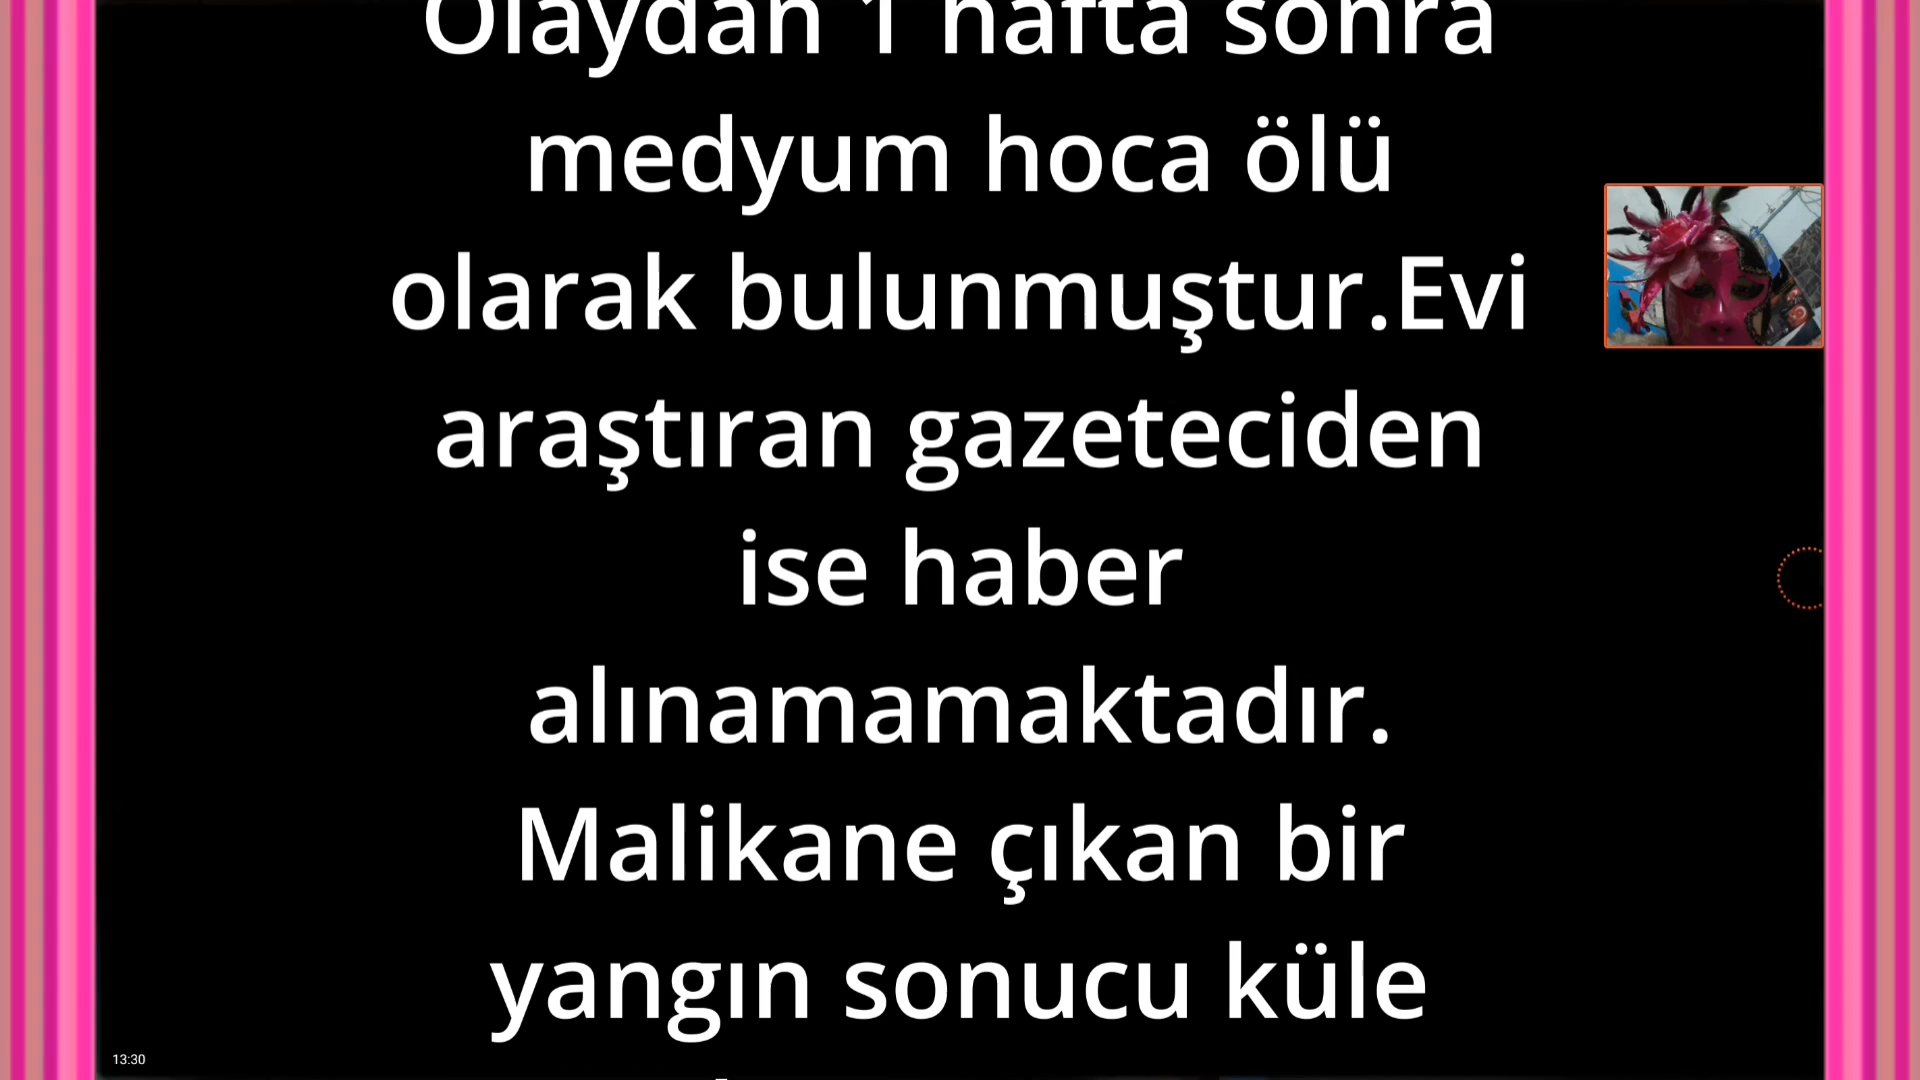 Olaydan 1 hafta sonra
medyum hoca ölü
olarak bulunmuştur.Evi
araştıran gazeteciden
ise haber
alınamamaktadır.
Malikane çıkan bir
yangın sonucu küle
13:30